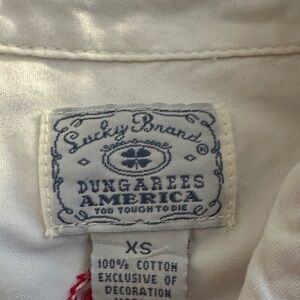 Lucky Brand
®
DUNGAREES
AMERICA
TOO TOUGH TO DIE
XS
100% COTTON
EXCLUSIVE OF
DECORATION